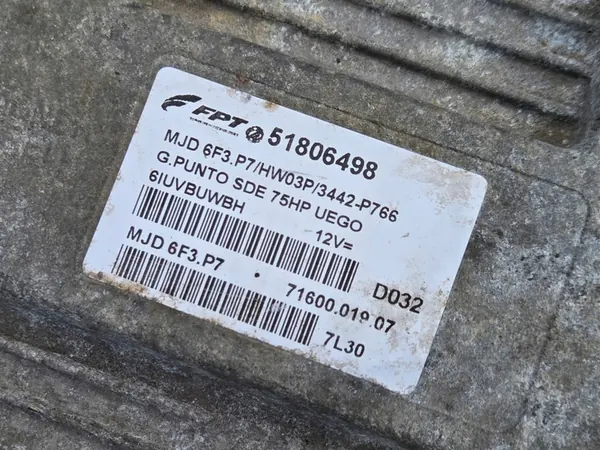 FPT 51806498
MJD 6F3.P7/HW03P/3442-P766
G.PUNTO SDE 75HP UEGO
6IUVBUWBH 12V=
D032
MJD 6F3.P7 71600.019.07
7L30